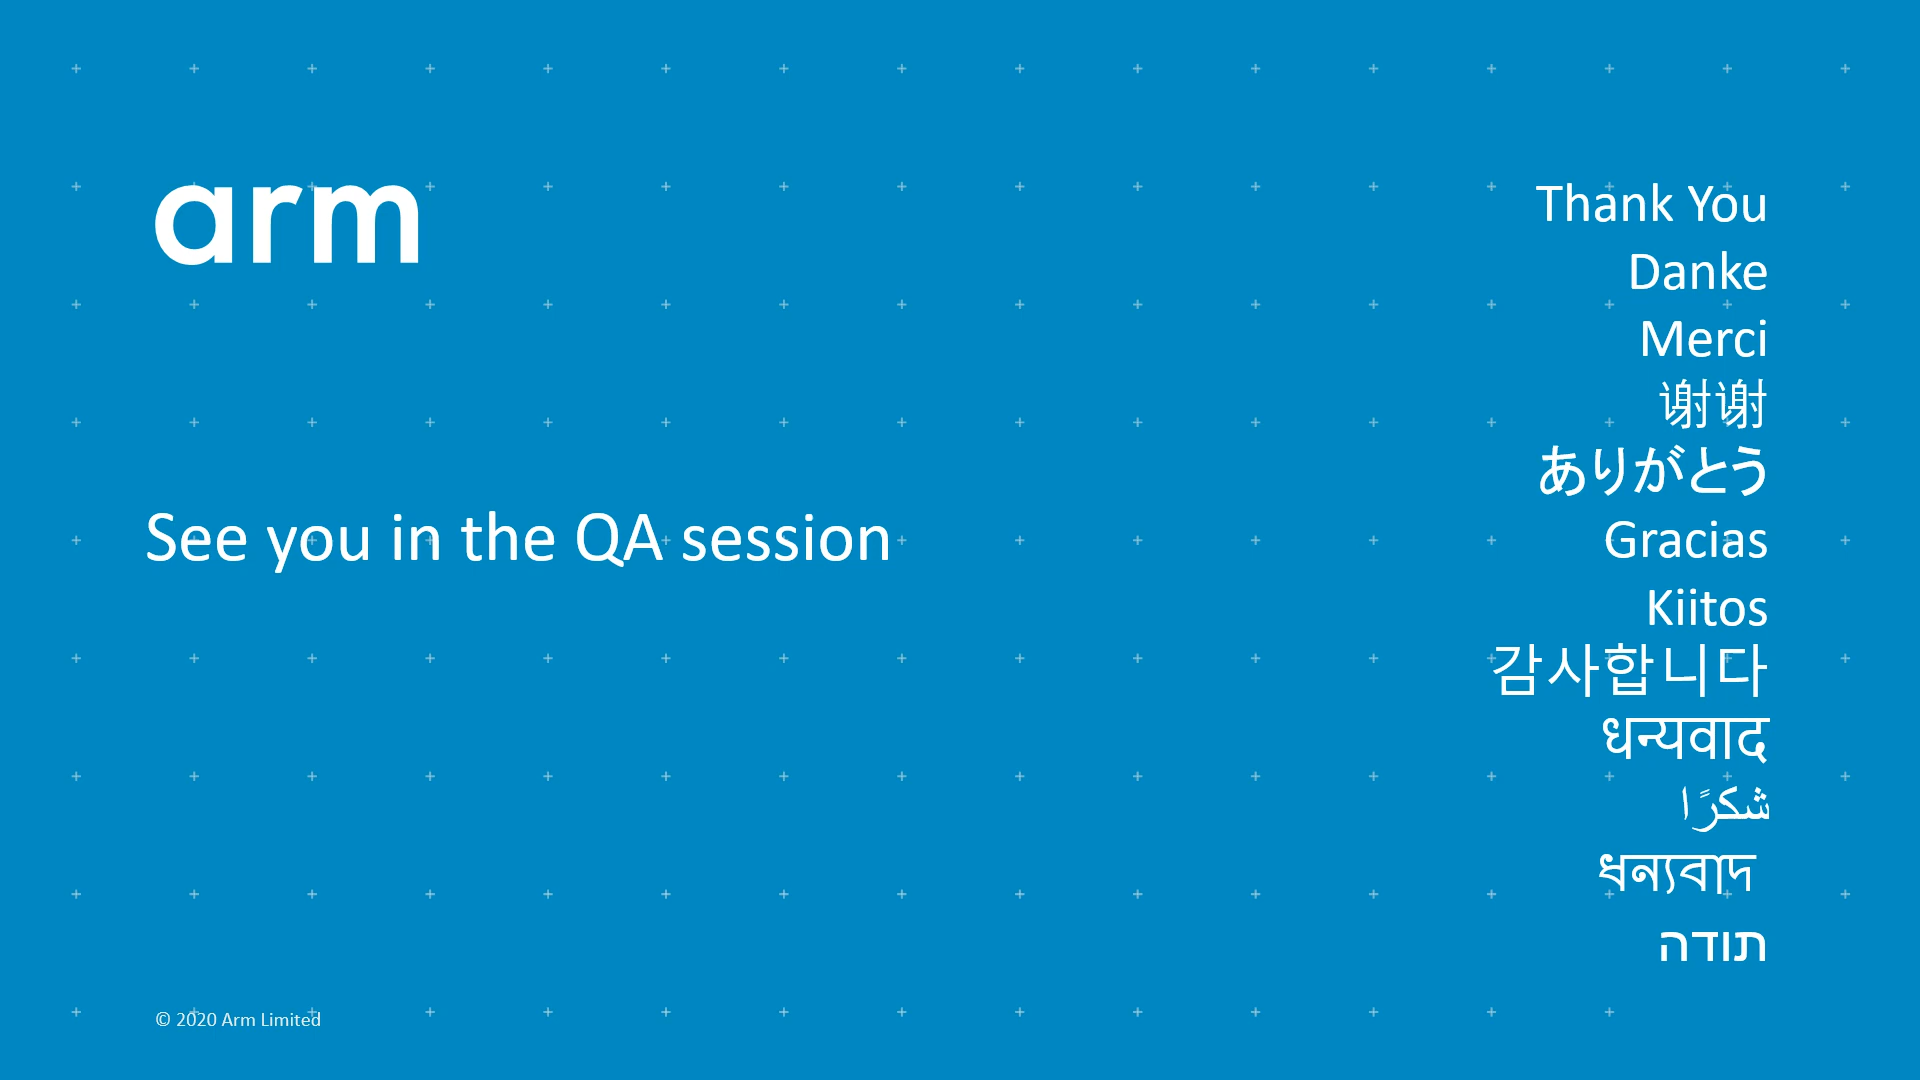 arm
See you in the QA session
Thank You
Danke
Merci
谢谢
ありがとう
Gracias
Kiitos
감사합니다
धन्यवाद
شكرًا
ধন্যবাদ
תודה
© 2020 Arm Limited